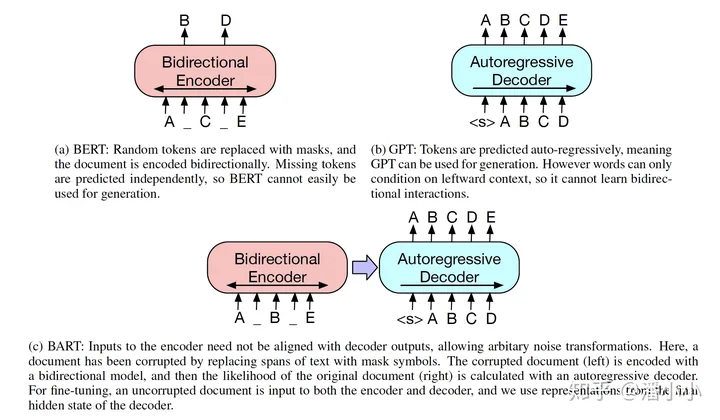 B D
Bidirectional
Encoder
A _ C _ E
(a) BERT: Random tokens are replaced with masks, and
the document is encoded bidirectionally. Missing tokens
are predicted independently, so BERT cannot easily be
used for generation.
A B C D E
Autoregressive
Decoder
<s> A B C D
(b) GPT: Tokens are predicted auto-regressively, meaning
GPT can be used for generation. However words can only
condition on leftward context, so it cannot learn bidirec-
tional interactions.
Bidirectional
Encoder
A _ B _ E
A B C D E
Autoregressive
Decoder
<s> A B C D
(c) BART: Inputs to the encoder need not be aligned with decoder outputs, allowing arbitary noise transformations. Here, a
document has been corrupted by replacing spans of text with mask symbols. The corrupted document (left) is encoded with
a bidirectional model, and then the likelihood of the original document (right) is calculated with an autoregressive decoder.
For fine-tuning, an uncorrupted document is input to both the encoder and decoder, and we use representations from the
hidden state of the decoder.
知乎 @潘小小